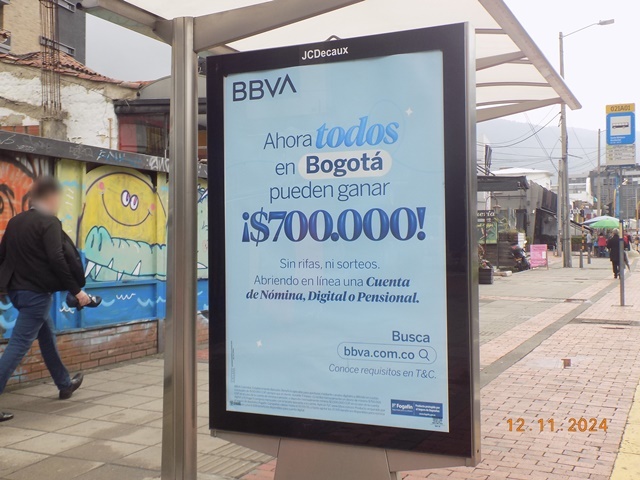 JCDecaux
BBVA
Ahora todos
en Bogotá
pueden ganar
¡$700.000!
Sin rifas, ni sorteos.
Abriendo en línea una Cuenta
de Nómina, Digital o Pensional.
Busca
bbva.com.co
Conoce requisitos en T&C.
Fogafín
12.11.2024